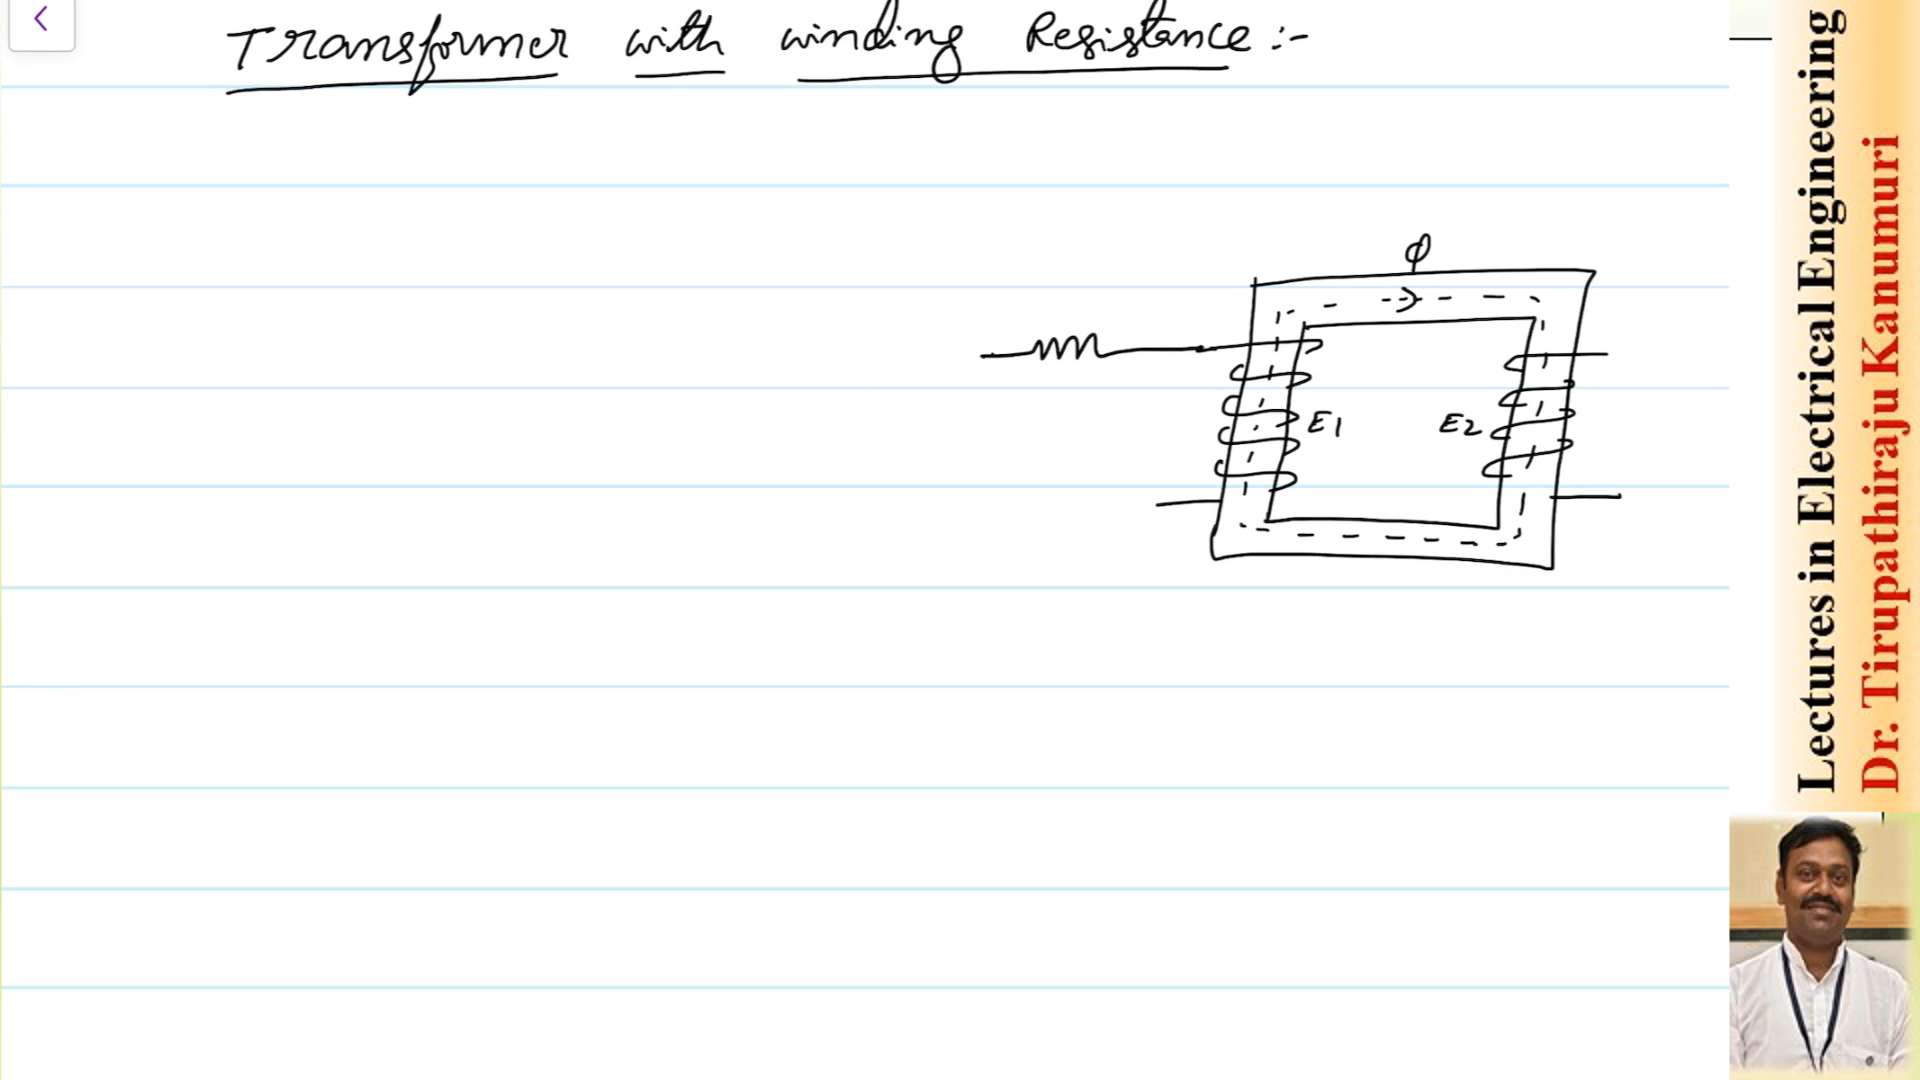 Transformer with winding Resistance :-
φ
E1 E2
Lectures in Electrical Engineering
Dr. Tirupathiraju Kanumuri